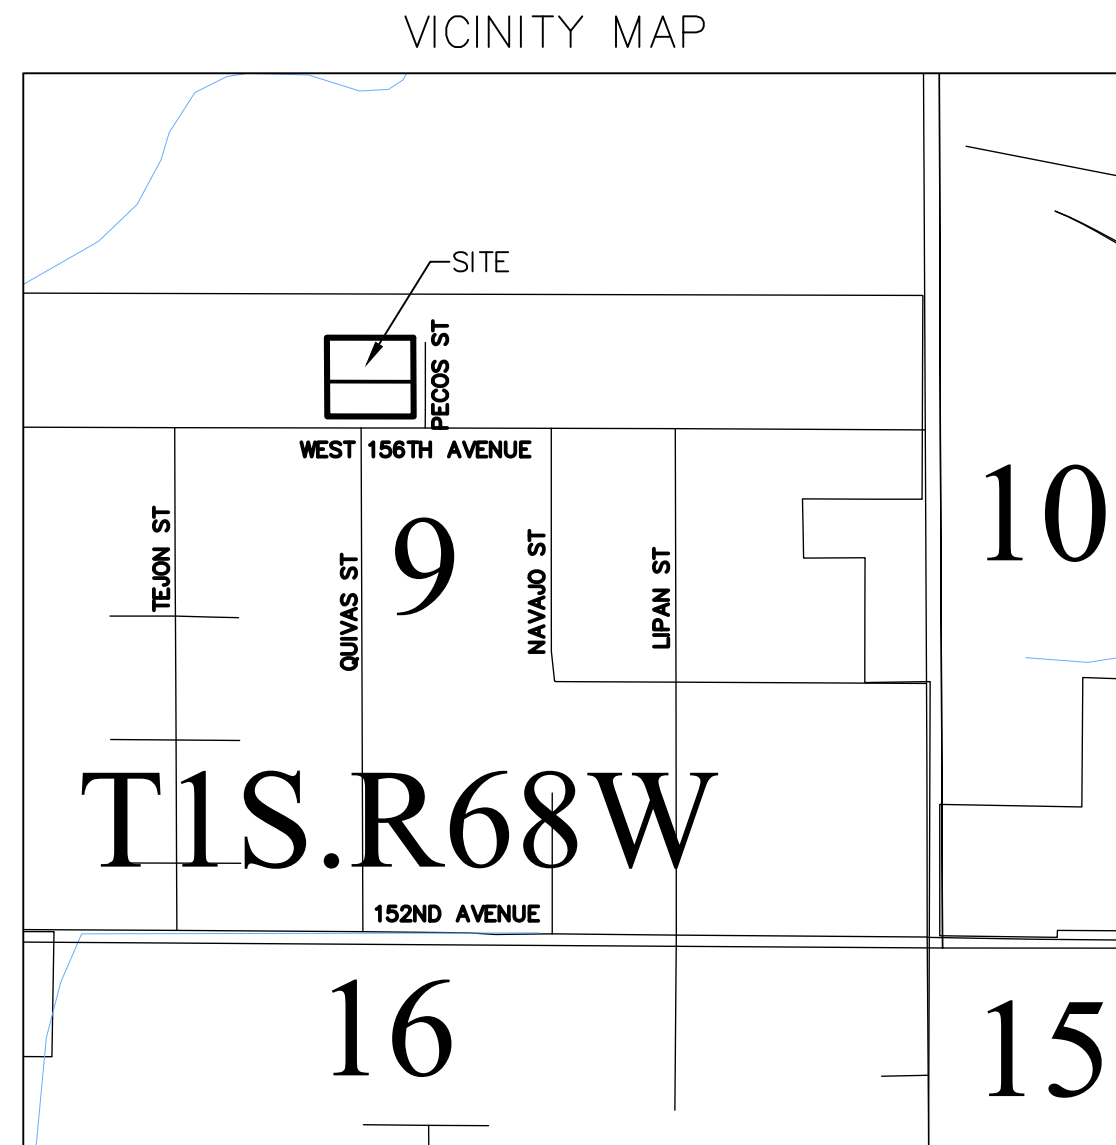 VICINITY MAP
SITE
PECOS ST
WEST 156TH AVENUE
TEJON ST
QUIVAS ST
9
NAVAJO ST
LIPAN ST
10
T1S.R68W
152ND AVENUE
16
15